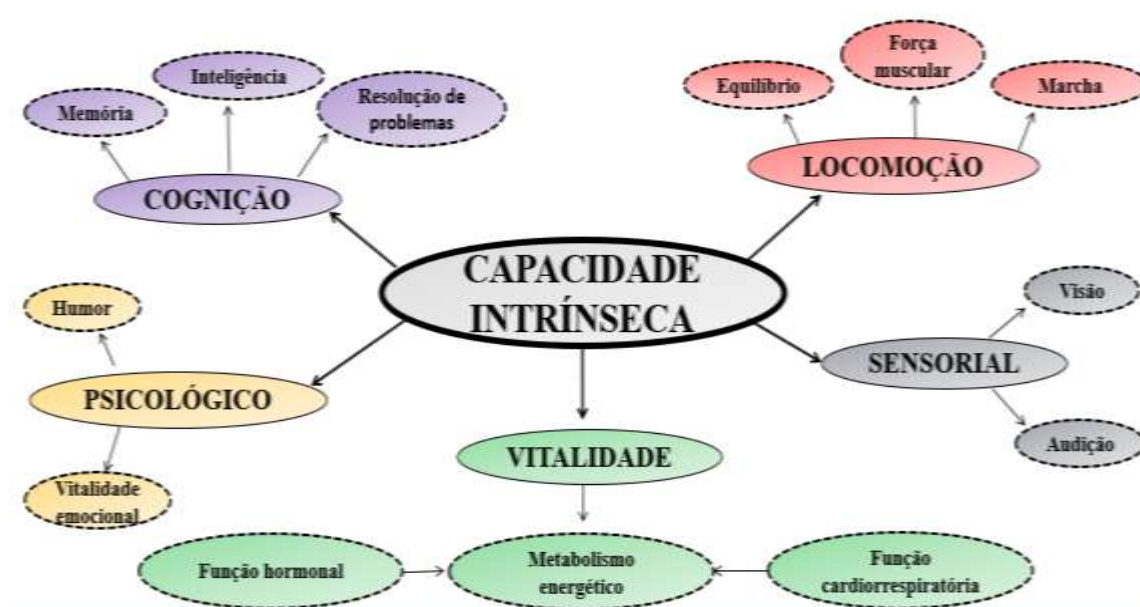 Memória
Inteligência
Resolução de
problemas
COGNIÇÃO
Equilíbrio
Força
muscular
Marcha
LOCOMOÇÃO
CAPACIDADE
INTRÍNSECA
Humor
PSICOLÓGICO
Vitalidade
emocional
Visão
SENSORIAL
Audição
VITALIDADE
Função hormonal
Metabolismo
energético
Função
cardiorrespiratória